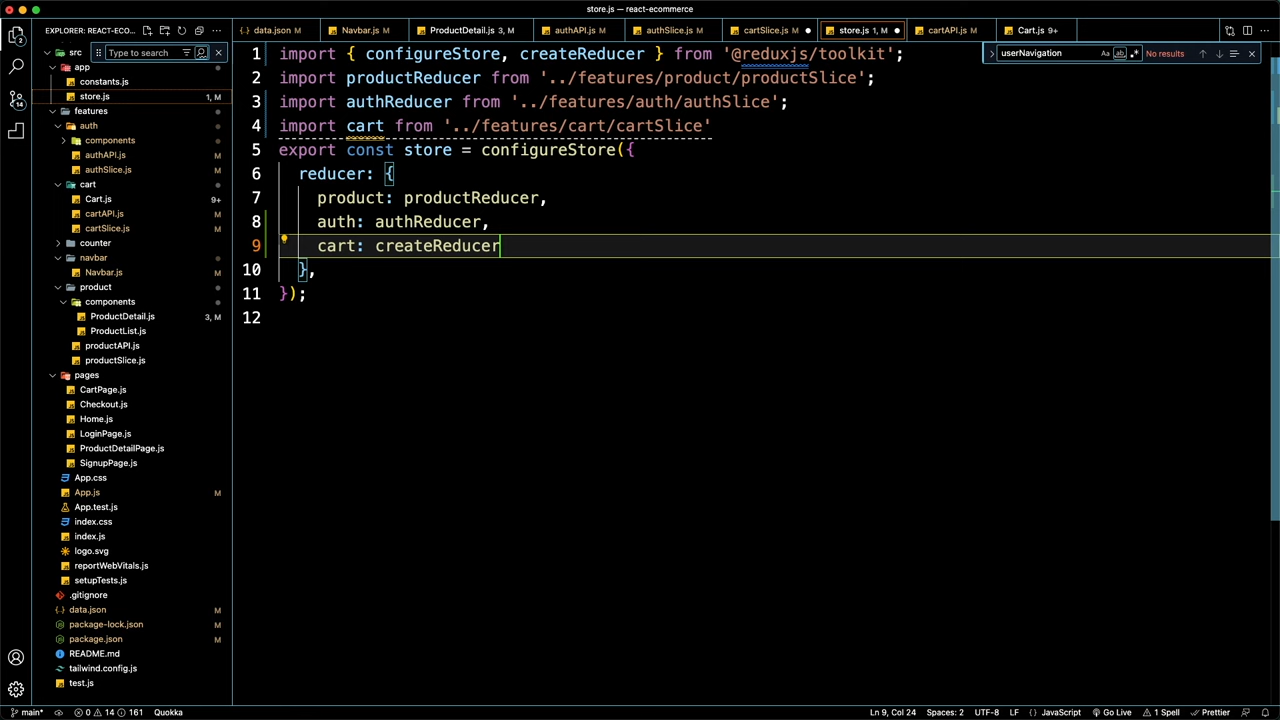 store.js — react-ecommerce
EXPLORER: REACT-ECO...
data.json M
Navbar.js M
ProductDetail.js 3, M
authAPI.js M
authSlice.js M
cartSlice.js M
store.js 1, M
cartAPI.js M
Cart.js 9+
src
Type to search
app
constants.js
store.js 1, M
features
auth
components
authAPI.js M
authSlice.js M
cart
Cart.js 9+
cartAPI.js M
cartSlice.js M
counter
navbar
Navbar.js M
product
components
ProductDetail.js 3, M
ProductList.js
productAPI.js
productSlice.js
pages
CartPage.js
Checkout.js
Home.js
LoginPage.js
ProductDetailPage.js
SignupPage.js
App.css
App.js M
App.test.js
index.css
index.js
logo.svg
reportWebVitals.js
setupTests.js
.gitignore
data.json M
package-lock.json M
package.json M
README.md
tailwind.config.js
test.js
userNavigation Aa ab .* No results
1 import { configureStore, createReducer } from '@reduxjs/toolkit';
2 import productReducer from '../features/product/productSlice';
3 import authReducer from '../features/auth/authSlice';
4 import cart from '../features/cart/cartSlice'
5 export const store = configureStore({
6 reducer: {
7 product: productReducer,
8 auth: authReducer,
9 cart: createReducer
10 },
11 });
12
main* 0 14 161 Quokka
Ln 9, Col 24 Spaces: 2 UTF-8 LF {} JavaScript Go Live 1 Spell Prettier